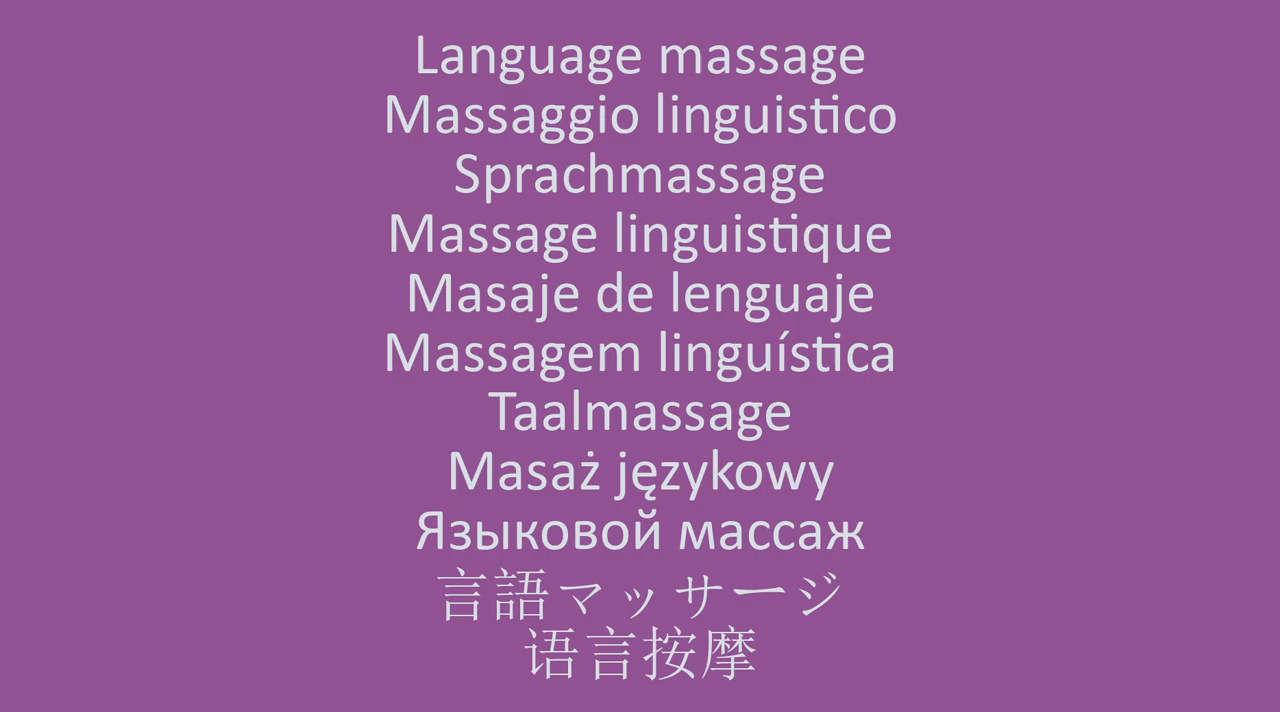 Language massage
Massaggio linguistico
Sprachmassage
Massage linguistique
Masaje de lenguaje
Massagem linguística
Taalmassage
Masaż językowy
Языковой массаж
言語マッサージ
语言按摩